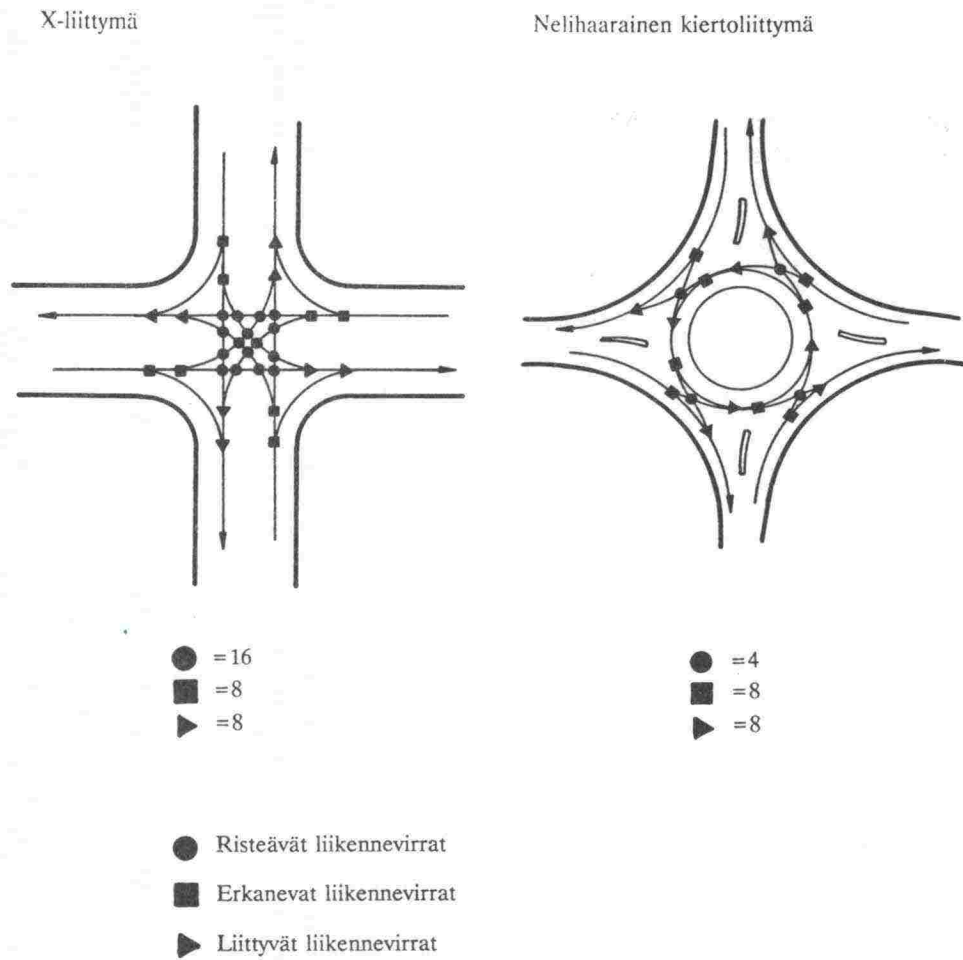 X-liittymä
Nelihaarainen kiertoliittymä
● =16
■ =8
▶ =8
● =4
■ =8
▶ =8
● Risteävät liikennevirrat
■ Erkanevat liikennevirrat
▶ Liittyvät liikennevirrat